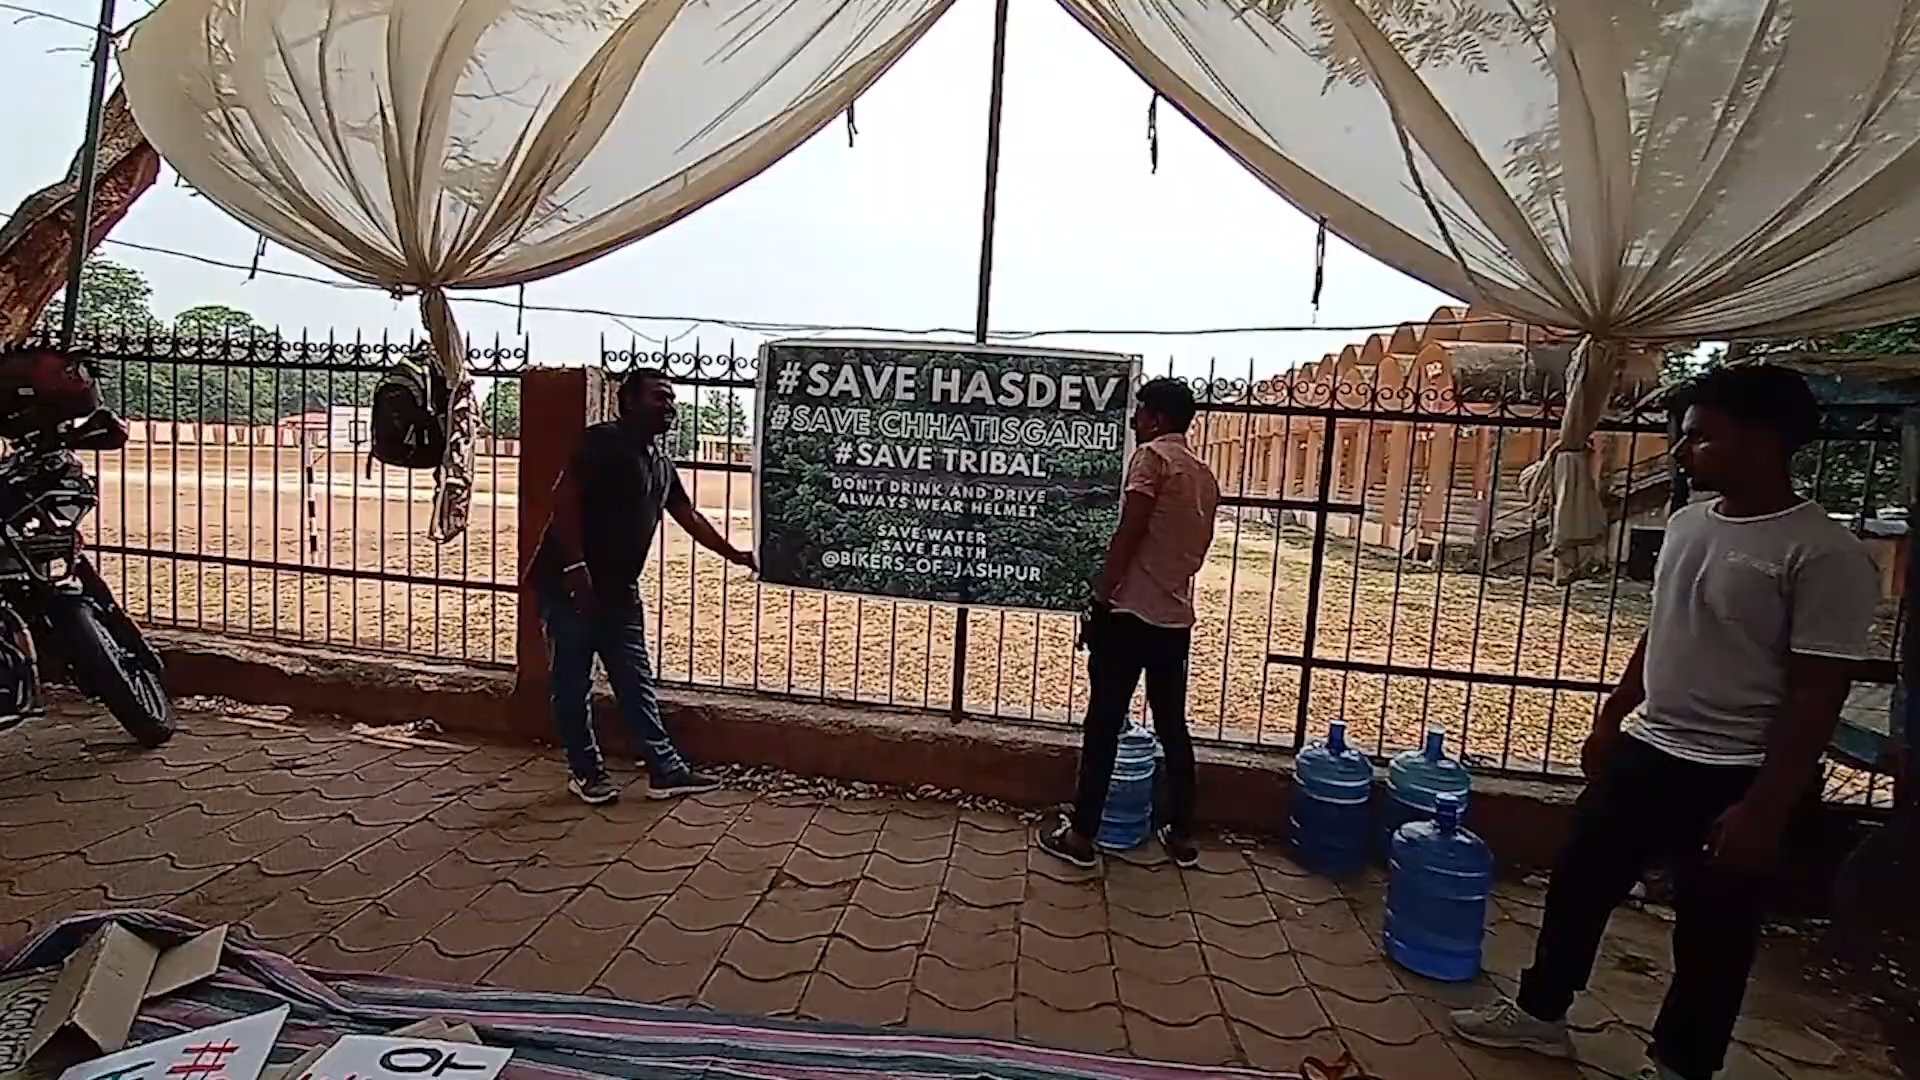 #SAVE HASDEV
#SAVE CHHATISGARH
#SAVE TRIBAL,
DON'T DRINK AND DRIVE
ALWAYS WEAR HELMET
SAVE WATER
SAVE EARTH
@BIKERS_OF_JASHPUR
#